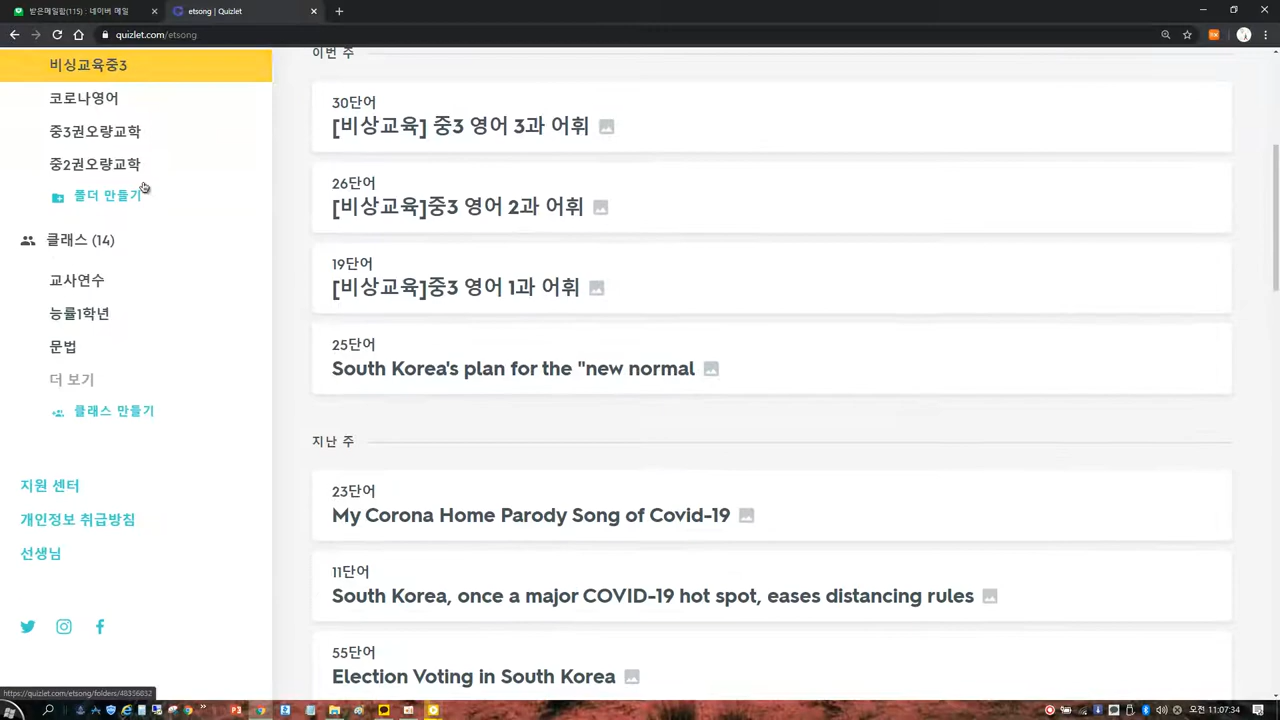 받은메일함(115) : 네이버 메일
etsong | Quizlet
quizlet.com/etsong
비싱교육중3
코로나영어
중3권오량교학
중2권오량교학
폴더 만들기
클래스 (14)
교사연수
능률1학년
문법
더 보기
클래스 만들기
지원 센터
개인정보 취급방침
선생님
https://quizlet.com/etsong/folders/48356832
이번 주
30단어
[비상교육] 중3 영어 3과 어휘
26단어
[비상교육]중3 영어 2과 어휘
19단어
[비상교육]중3 영어 1과 어휘
25단어
South Korea's plan for the "new normal
지난 주
23단어
My Corona Home Parody Song of Covid-19
11단어
South Korea, once a major COVID-19 hot spot, eases distancing rules
55단어
Election Voting in South Korea
오전 11:07:34